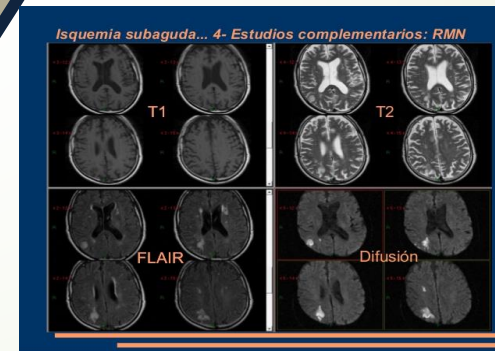 Isquemia subaguda... 4- Estudios complementarios: RMN
T1
T2
FLAIR
Difusión